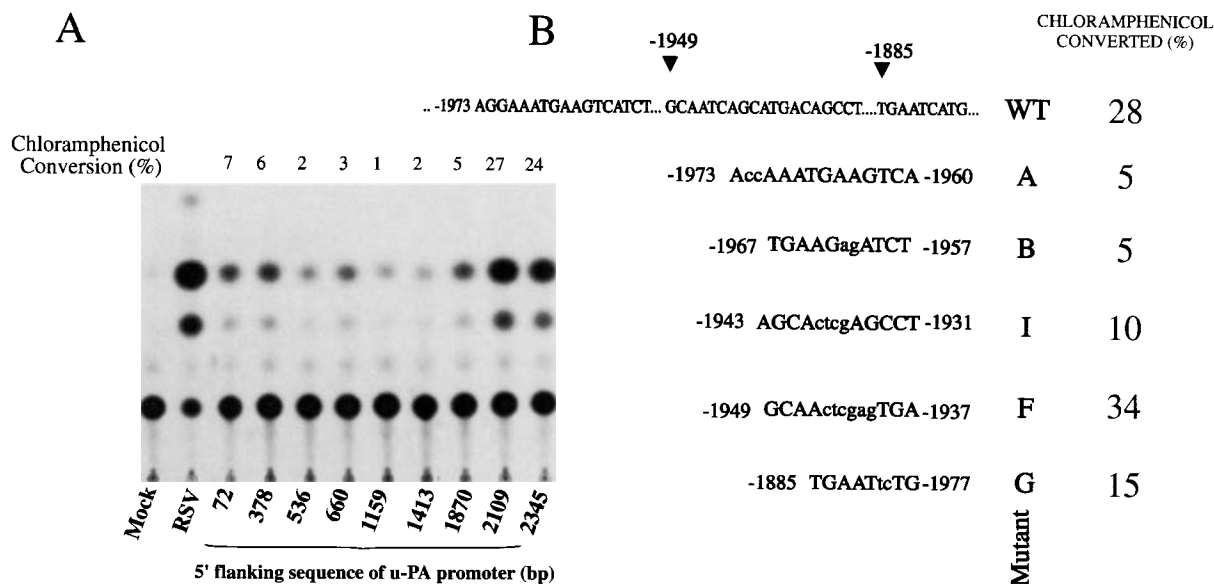 A
Chloramphenicol
Conversion (%)
7 6 2 3 1 2 5 27 24
Mock RSV 72 378 536 660 1159 1413 1870 2109 2345
5' flanking sequence of u-PA promoter (bp)
B
CHLORAMPHENICOL
CONVERTED (%)
-1949
-1885
.. -1973 AGGAAATGAAGTCATCT... GCAATCAGCATGACAGCCT....TGAATCATG... WT 28
-1973 AccAAATGAAGTCA -1960 A 5
-1967 TGAAGagATCT -1957 B 5
-1943 AGCActcgAGCCT -1931 I 10
-1949 GCAActcgagTGA -1937 F 34
-1885 TGAATtcTG -1977 G 15
Mutant